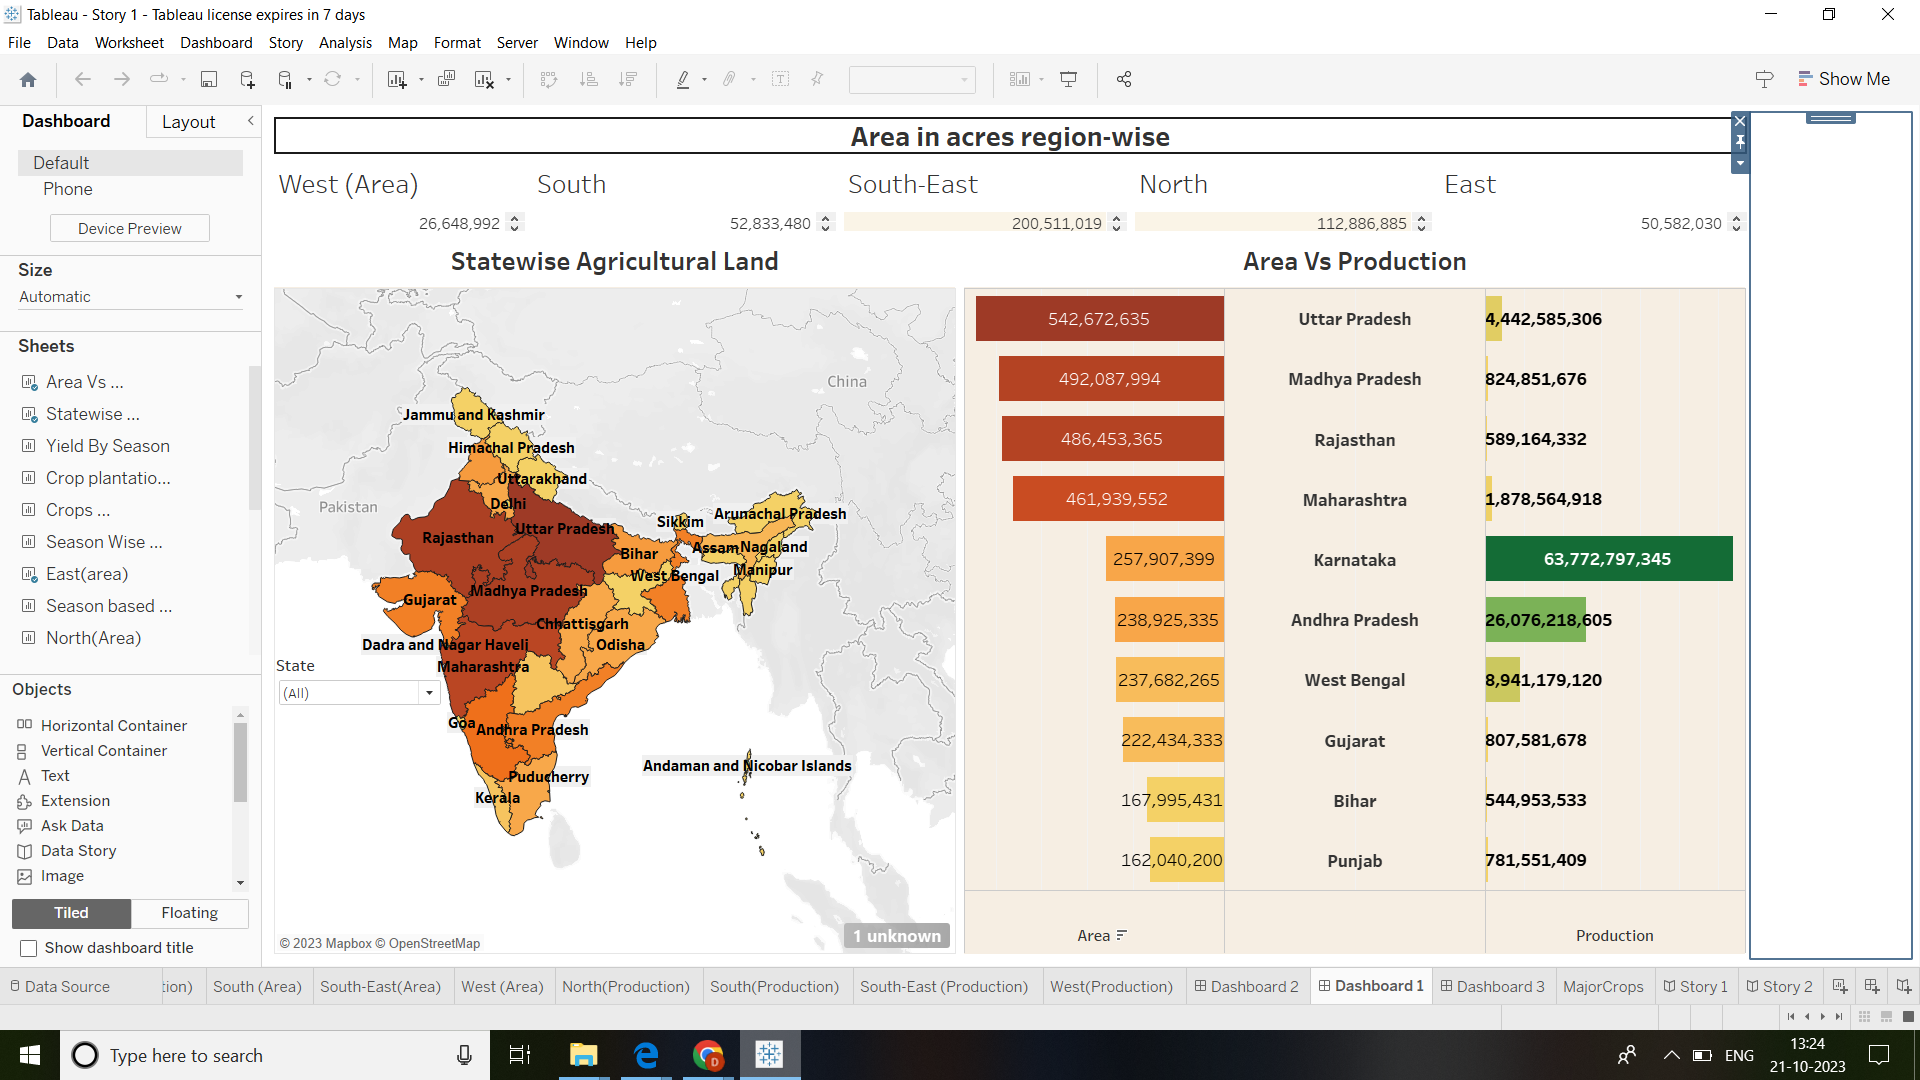 Tableau - Story 1 - Tableau license expires in 7 days
File Data Worksheet Dashboard Story Analysis Map Format Server Window Help
Show Me
Dashboard
Layout
Default
Phone
Device Preview
Size
Automatic
Sheets
Area Vs ...
Statewise ...
Yield By Season
Crop plantatio...
Crops ...
Season Wise ...
East(area)
Season based ...
North(Area)
Objects
Horizontal Container
Vertical Container
Text
Extension
Ask Data
Data Story
Image
Tiled
Floating
Show dashboard title
Area in acres region-wise
West (Area) South South-East North East
26,648,992 52,833,480 200,511,019 112,886,885 50,582,030
Statewise Agricultural Land
China
Pakistan
Jammu and Kashmir
Himachal Pradesh
Uttarakhand
Delhi
Uttar Pradesh
Rajasthan
Sikkim
Arunachal Pradesh
Bihar
Assam
Nagaland
Manipur
West Bengal
Madhya Pradesh
Gujarat
Chhattisgarh
Odisha
Dadra and Nagar Haveli
Maharashtra
Goa
Andhra Pradesh
Puducherry
Kerala
Andaman and Nicobar Islands
State
(All)
© 2023 Mapbox © OpenStreetMap
1 unknown
Area Vs Production
542,672,635 Uttar Pradesh 4,442,585,306
492,087,994 Madhya Pradesh 824,851,676
486,453,365 Rajasthan 589,164,332
461,939,552 Maharashtra 1,878,564,918
257,907,399 Karnataka 63,772,797,345
238,925,335 Andhra Pradesh 26,076,218,605
237,682,265 West Bengal 8,941,179,120
222,434,333 Gujarat 807,581,678
167,995,431 Bihar 544,953,533
162,040,200 Punjab 781,551,409
Area Production
Data Source tion) South (Area) South-East(Area) West (Area) North(Production) South(Production) South-East (Production) West(Production) Dashboard 2 Dashboard 1 Dashboard 3 MajorCrops Story 1 Story 2
Type here to search
D
ENG
13:24
21-10-2023